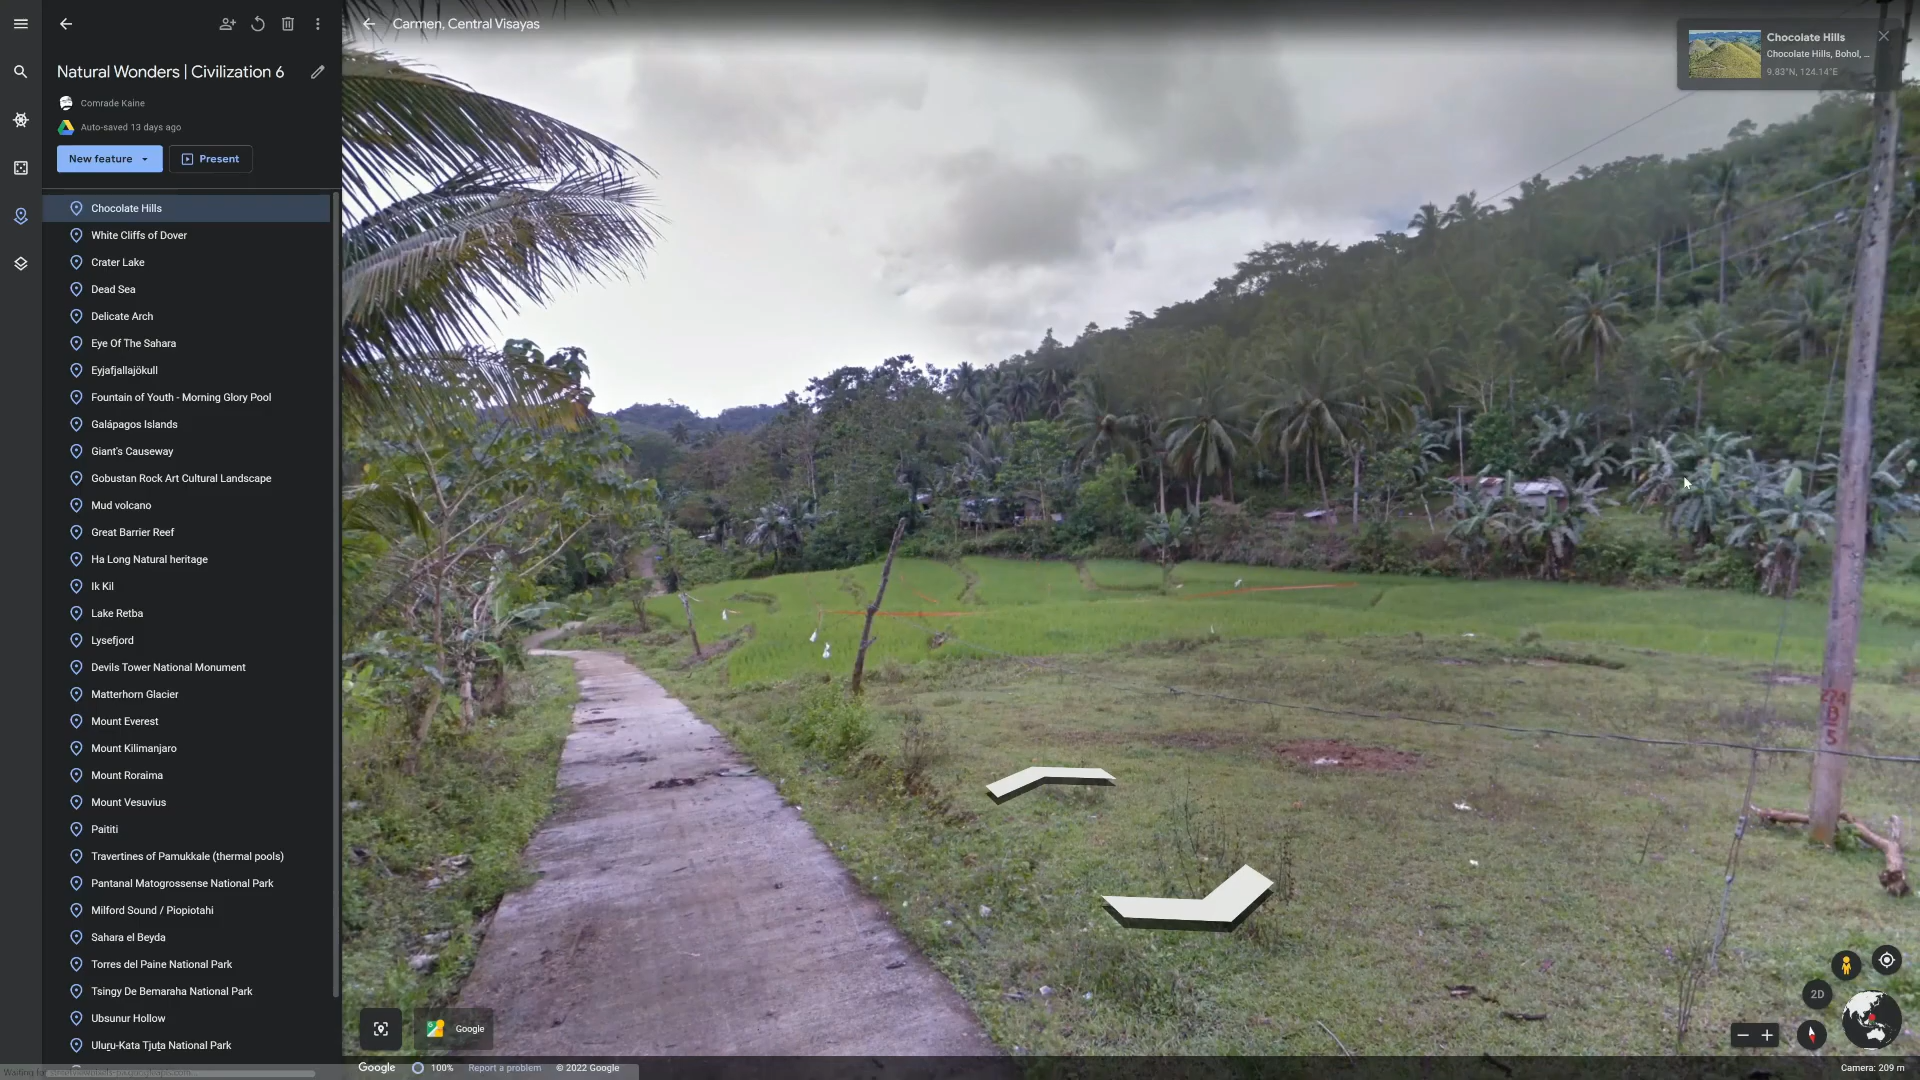 Carmen, Central Visayas
Chocolate Hills
Chocolate Hills, Bohol, ...
9.83°N, 124.14°E
Natural Wonders | Civilization 6
Comrade Kaine
Auto-saved 13 days ago
New feature
Present
Chocolate Hills
White Cliffs of Dover
Crater Lake
Dead Sea
Delicate Arch
Eye Of The Sahara
Eyjafjallajökull
Fountain of Youth - Morning Glory Pool
Galápagos Islands
Giant's Causeway
Gobustan Rock Art Cultural Landscape
Mud volcano
Great Barrier Reef
Ha Long Natural heritage
Ik Kil
Lake Retba
Lysefjord
Devils Tower National Monument
Matterhorn Glacier
Mount Everest
Mount Kilimanjaro
Mount Roraima
Mount Vesuvius
Paititi
Travertines of Pamukkale (thermal pools)
Pantanal Matogrossense National Park
Milford Sound / Piopiotahi
Sahara el Beyda
Torres del Paine National Park
Tsingy De Bemaraha National Park
Ubsunur Hollow
Uluṟu-Kata Tjuṯa National Park
B
5
2D
Google
Google
100%
Report a problem
© 2022 Google
Camera: 209 m
Waiting for